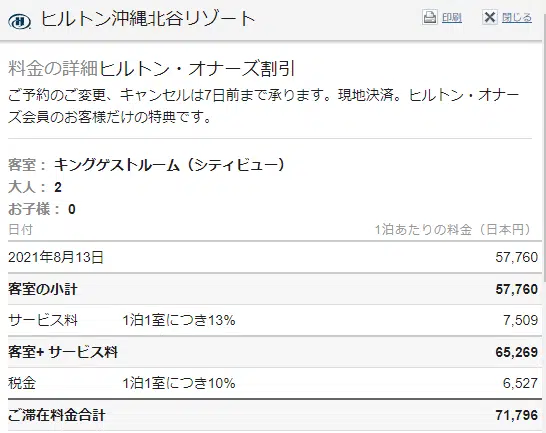 ヒルトン沖縄北谷リゾート 印刷 閉じる
料金の詳細ヒルトン・オナーズ割引
ご予約のご変更、キャンセルは7日前まで承ります。現地決済。ヒルトン・オナー
ズ会員のお客様だけの特典です。
客室： キングゲストルーム（シティビュー）
大人： 2
お子様： 0
日付 1泊あたりの料金（日本円）
2021年8月13日 57,760
客室の小計 57,760
サービス料 1泊1室につき13% 7,509
客室+ サービス料 65,269
税金 1泊1室につき10% 6,527
ご滞在料金合計 71,796